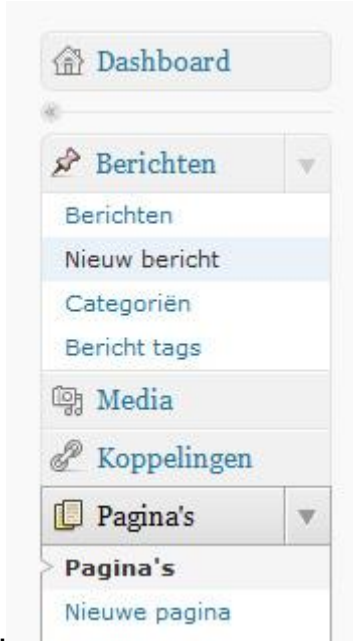 Dashboard
Berichten
Berichten
Nieuw bericht
Categoriën
Bericht tags
Media
Koppelingen
Pagina's
Pagina's
Nieuwe pagina